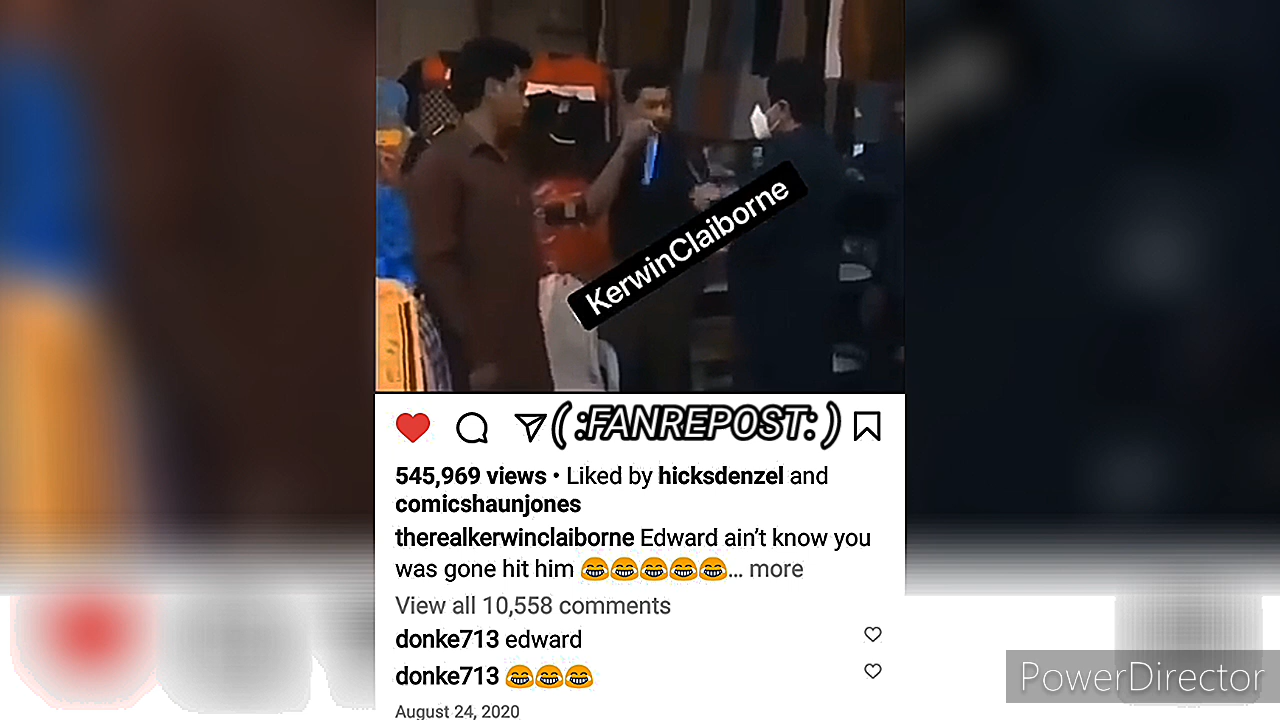 KerwinClaiborne
( :FANREPOST: )
545,969 views • Liked by hicksdenzel and
comicshaunjones
therealkerwinclaiborne Edward ain't know you
was gone hit him 😂😂😂😂😂... more
View all 10,558 comments
donke713 edward
donke713 😂😂😂
August 24, 2020
PowerDirector